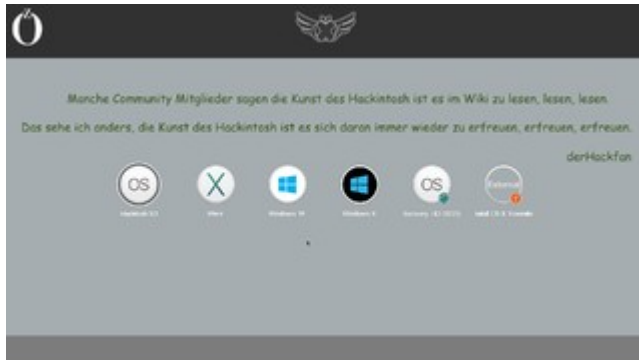 Manche Community Mitglieder sagen die Kunst des Hackintosh ist es im Wiki zu lesen, lesen, lesen.
Das sehe ich anders, die Kunst des Hackintosh ist es sich daran immer wieder zu erfreuen, erfreuen, erfreuen.
derHackfan
OS X Windows OS External